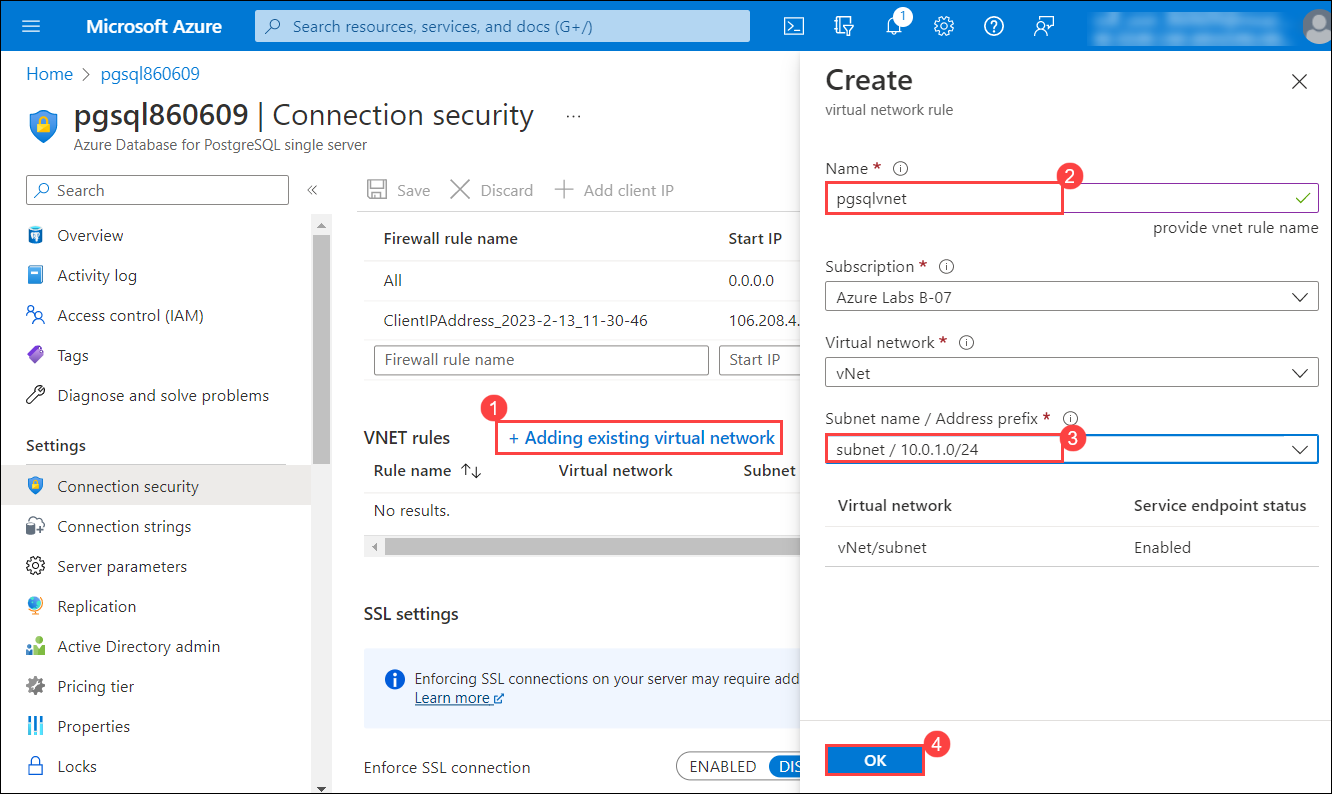 Microsoft Azure
Search resources, services, and docs (G+/)
1
Home > pgsql860609
pgsql860609 | Connection security ...
Azure Database for PostgreSQL single server
Search
«
Overview
Activity log
Access control (IAM)
Tags
Diagnose and solve problems
Settings
Connection security
Connection strings
Server parameters
Replication
Active Directory admin
Pricing tier
Properties
Locks
Save Discard Add client IP
Firewall rule name Start IP
All 0.0.0.0
ClientIPAddress_2023-2-13_11-30-46 106.208.4.
Firewall rule name Start IP
1
VNET rules + Adding existing virtual network
Rule name ↑↓ Virtual network Subnet
No results.
SSL settings
Enforcing SSL connections on your server may require add
Learn more
Enforce SSL connection ENABLED DIS
Create
virtual network rule
Name *
2
pgsqlvnet
provide vnet rule name
Subscription *
Azure Labs B-07
Virtual network *
vNet
Subnet name / Address prefix *
3
subnet / 10.0.1.0/24
Virtual network Service endpoint status
vNet/subnet Enabled
4
OK